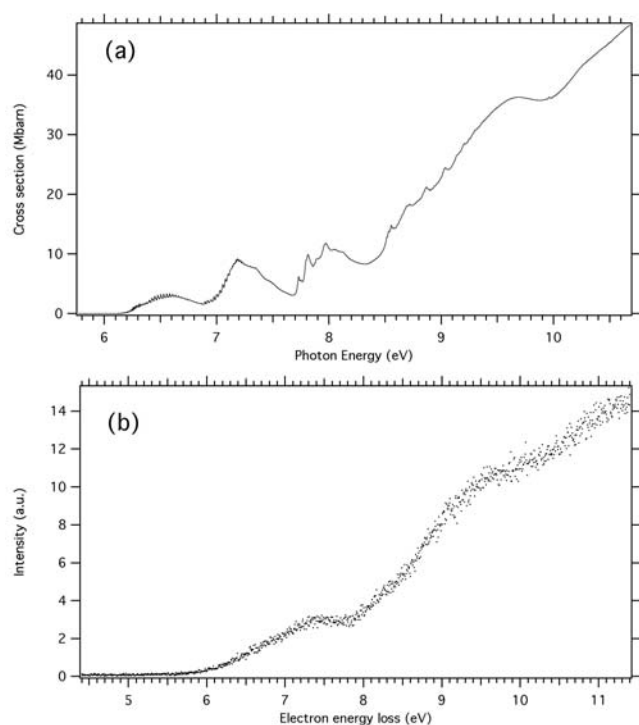 (a)
Cross section (Mbarn)
40
30
20
10
0
6 7 8 9 10
Photon Energy (eV)
(b)
Intensity (a.u.)
14
12
10
8
6
4
2
0
5 6 7 8 9 10 11
Electron energy loss (eV)